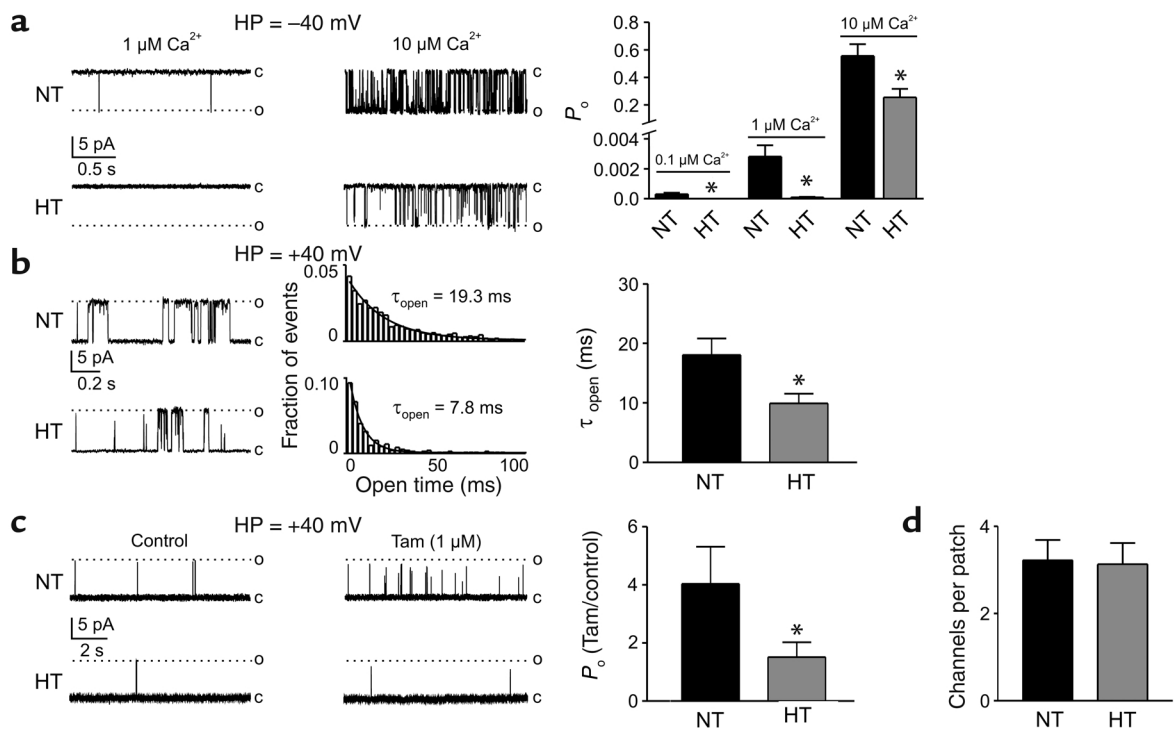 a
HP = –40 mV
1 µM Ca²⁺
10 µM Ca²⁺
NT
c
o
c
o
5 pA
0.5 s
HT
c
o
c
o
Pₒ
0.8
0.6
0.4
0.2
0.004
0.002
0.0
0.1 µM Ca²⁺
1 µM Ca²⁺
10 µM Ca²⁺
*
*
*
NT
HT
NT
HT
NT
HT
b
HP = +40 mV
NT
o
c
5 pA
0.2 s
HT
o
c
Fraction of events
0.05
0
τopen = 19.3 ms
0.10
0
τopen = 7.8 ms
0
50
100
Open time (ms)
τ open (ms)
30
20
10
0
*
NT
HT
c
HP = +40 mV
Control
Tam (1 µM)
NT
o
c
o
c
5 pA
2 s
HT
o
c
o
c
Pₒ (Tam/control)
6
4
2
0
*
NT
HT
d
Channels per patch
4
2
0
NT
HT